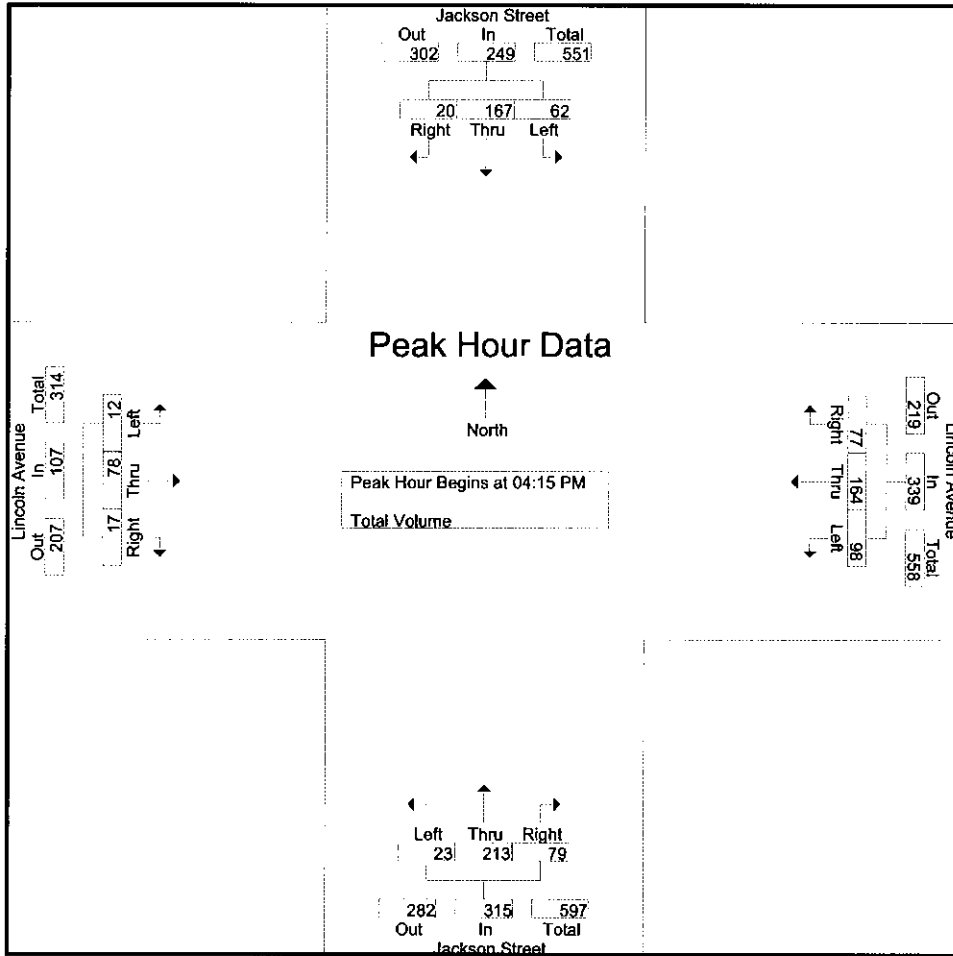 Jackson Street
Out In Total
302 249 551
20 167 62
Right Thru Left
Peak Hour Data
North
Peak Hour Begins at 04:15 PM
Total Volume
Lincoln Avenue
Out In Total
207 107 314
17 78 12
Right Thru Left
Lincoln Avenue
Out In Total
219 339 558
77 164 98
Right Thru Left
Left Thru Right
23 213 79
282 315 597
Out In Total
Jackson Street